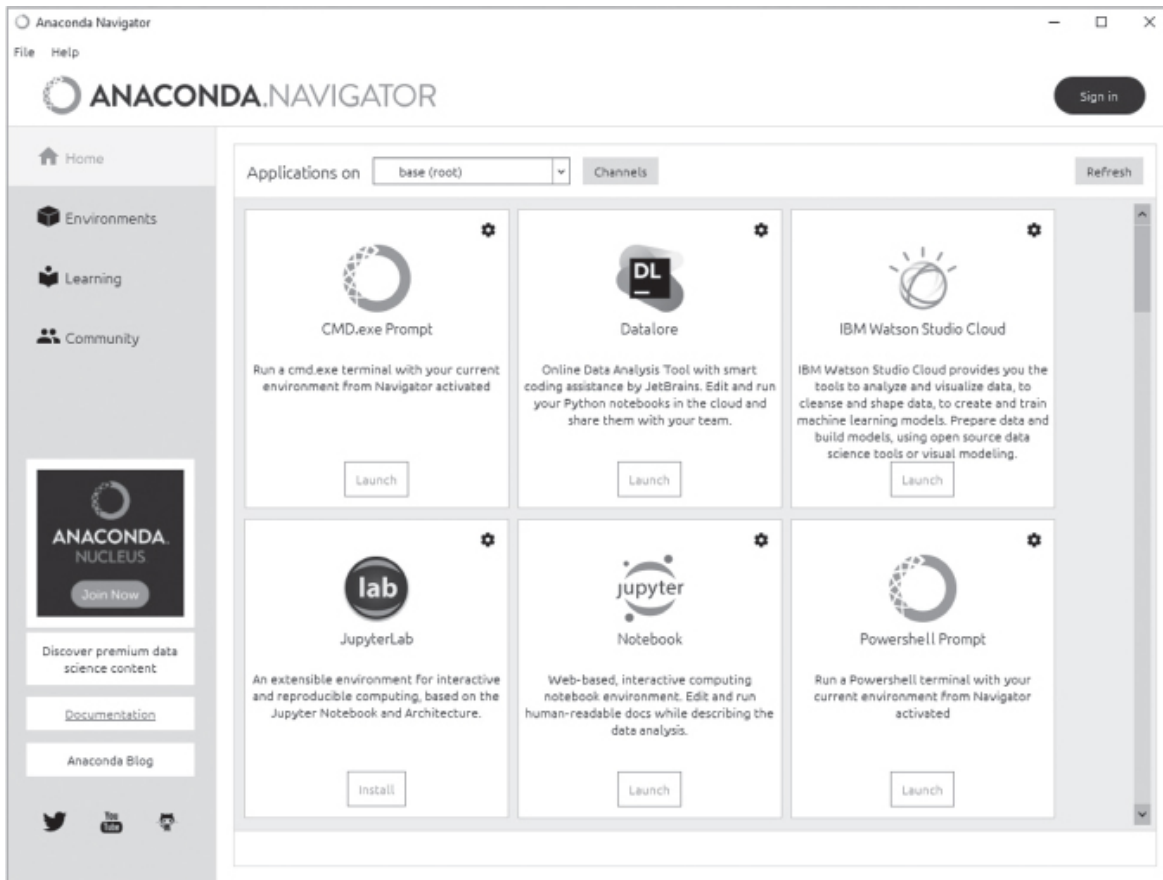 Anaconda Navigator
File Help
ANACONDA.NAVIGATOR
Sign in
Home
Environments
Learning
Community
ANACONDA.
NUCLEUS
Join Now
Discover premium data
science content
Documentation
Anaconda Blog
You
Tube
Applications on
base (root)
Channels
Refresh
CMD.exe Prompt
Run a cmd.exe terminal with your current
environment from Navigator activated
Launch
DL
Datalore
Online Data Analysis Tool with smart
coding assistance by JetBrains. Edit and run
your Python notebooks in the cloud and
share them with your team.
Launch
IBM Watson Studio Cloud
IBM Watson Studio Cloud provides you the
tools to analyze and visualize data, to
cleanse and shape data, to create and train
machine learning models. Prepare data and
build models, using open source data
science tools or visual modeling.
Launch
lab
JupyterLab
An extensible environment for interactive
and reproducible computing, based on the
Jupyter Notebook and Architecture.
Install
jupyter
Notebook
Web-based, interactive computing
notebook environment. Edit and run
human-readable docs while describing the
data analysis.
Launch
Powershell Prompt
Run a Powershell terminal with your
current environment from Navigator
activated
Launch